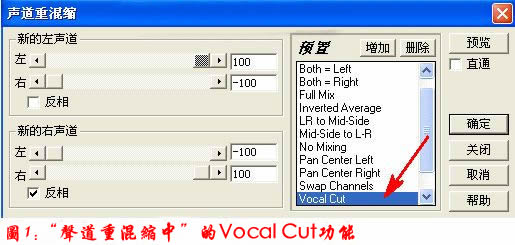 声道重混缩
新的左声道
左 100
右 -100
反相
新的右声道
左 -100
右 100
反相
预置 增加 删除
Both = Left
Both = Right
Full Mix
Inverted Average
LR to Mid-Side
Mid-Side to L-R
No Mixing
Pan Center Left
Pan Center Right
Swap Channels
Vocal Cut
预览
直通
确定
关闭
取消
帮助
圖1:“聲道重混縮中”的Vocal Cut功能